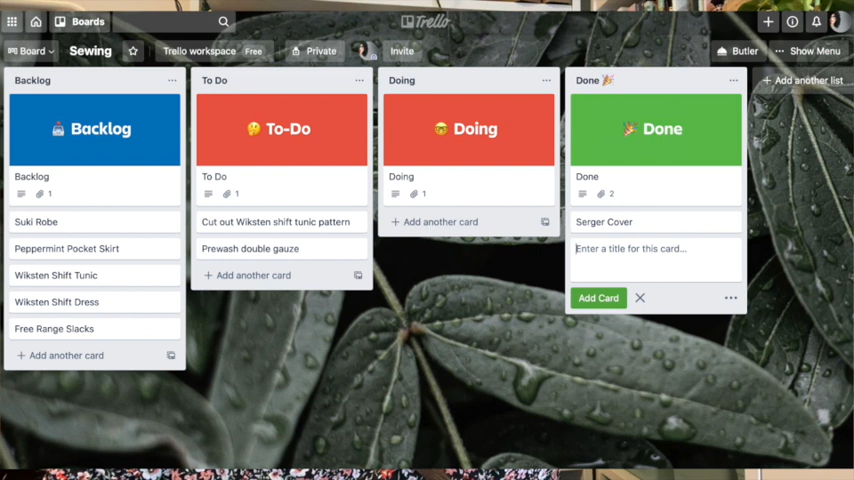 Boards
Trello
Board
Sewing
Trello workspace Free
Private
Invite
Butler
Show Menu
Backlog
Backlog
Backlog
1
Suki Robe
Peppermint Pocket Skirt
Wiksten Shift Tunic
Wiksten Shift Dress
Free Range Slacks
+ Add another card
To Do
To-Do
To Do
1
Cut out Wiksten shift tunic pattern
Prewash double gauze
+ Add another card
Doing
Doing
Doing
1
+ Add another card
Done
Done
Done
2
Serger Cover
Enter a title for this card...
Add Card
+ Add another list